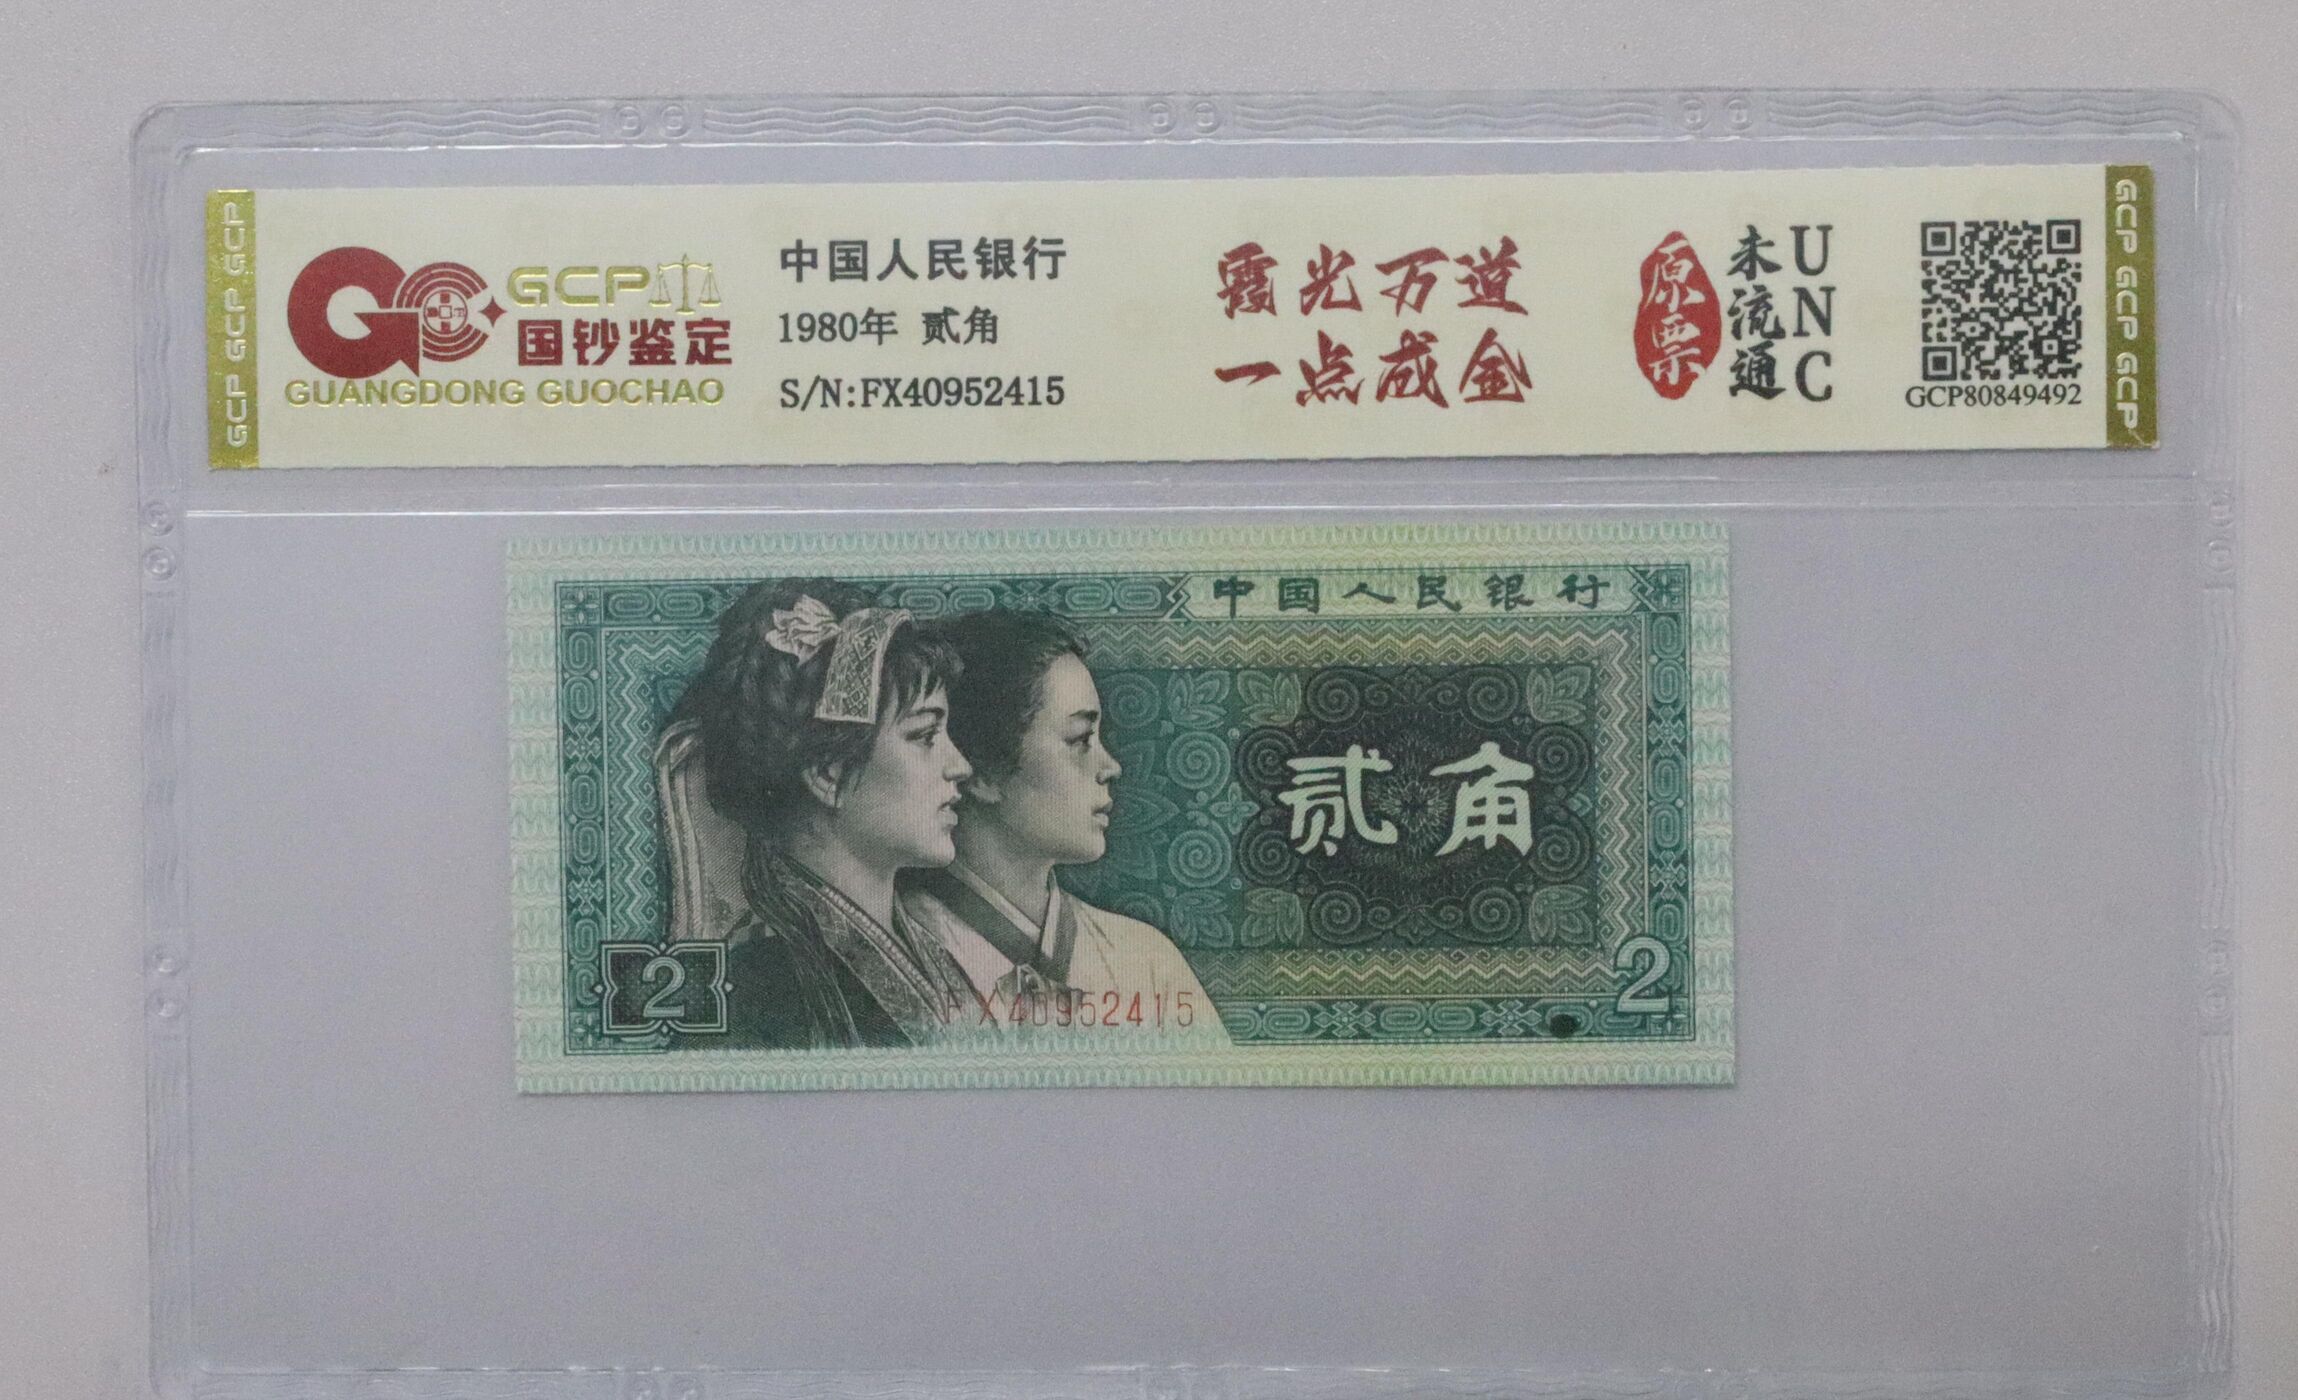 GCP GCP GCP
GCP
国钞鉴定
GUANGDONG GUOCHAO
中国人民银行
1980年 贰角
S/N:FX40952415
霞光万道
一点成金
原票
未流通
UNC
GCP80849492
GCP GCP GCP
中国人民银行
贰角
2
FX40952415
2